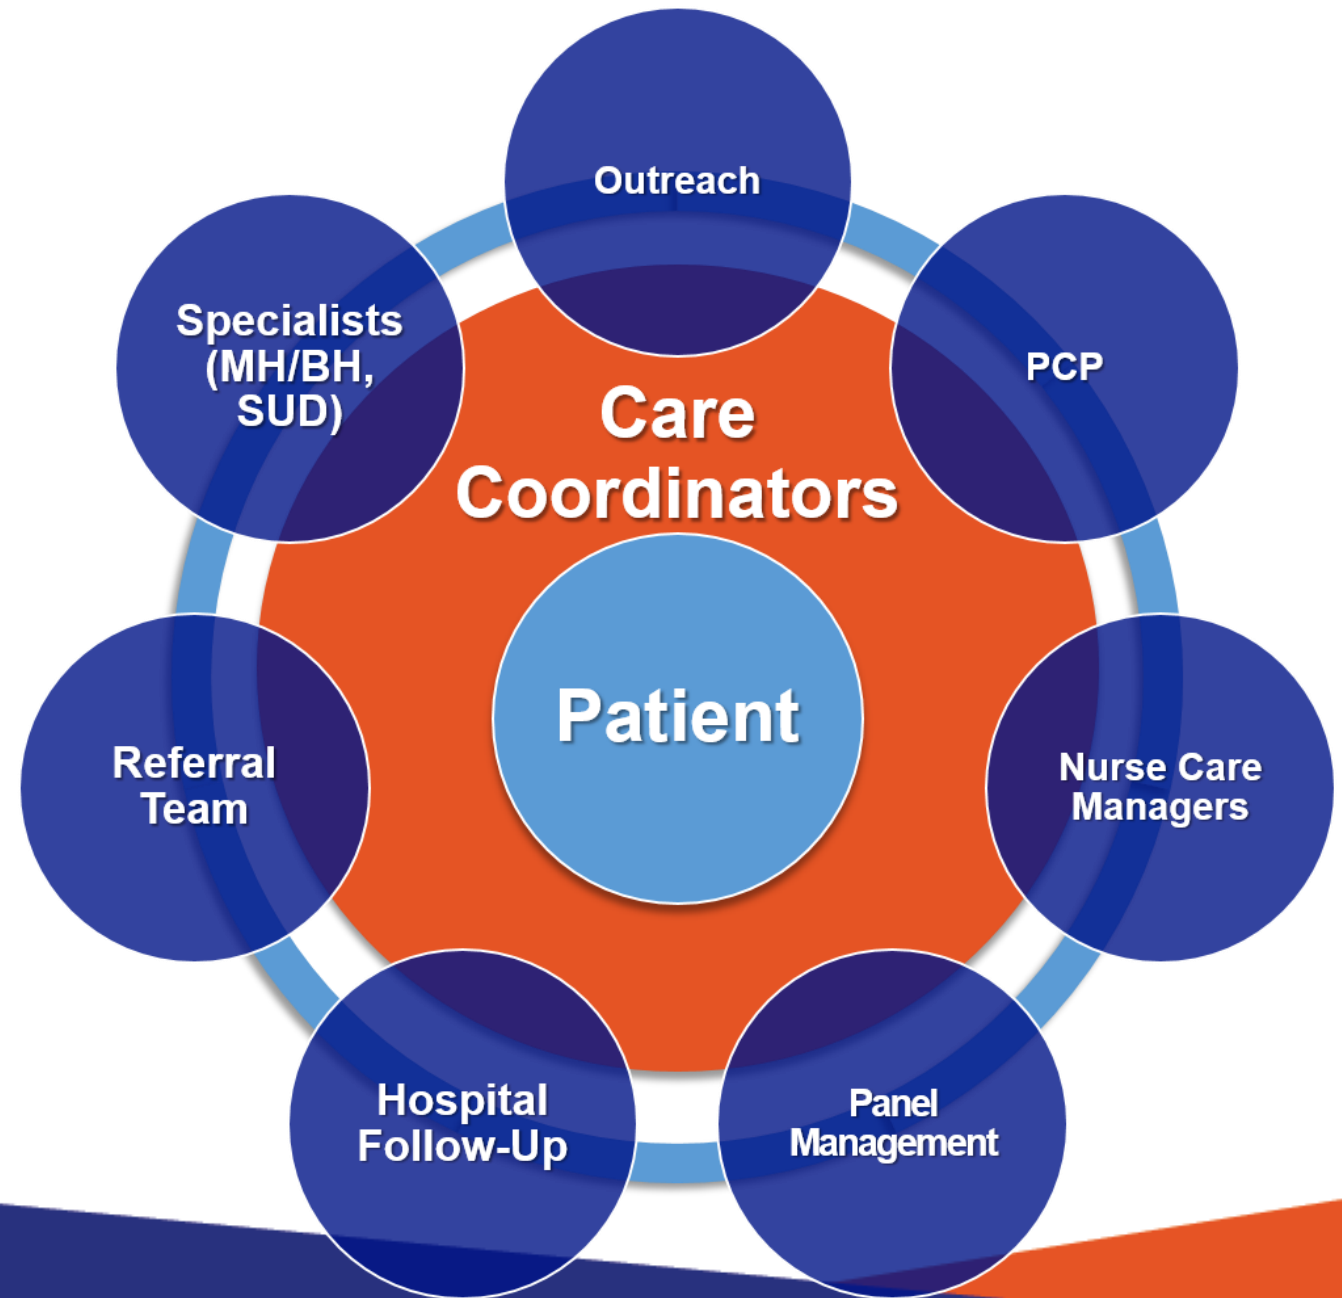 Outreach
Specialists
(MH/BH,
SUD)
PCP
Care
Coordinators
Patient
Referral
Team
Nurse Care
Managers
Hospital
Follow-Up
Panel
Management